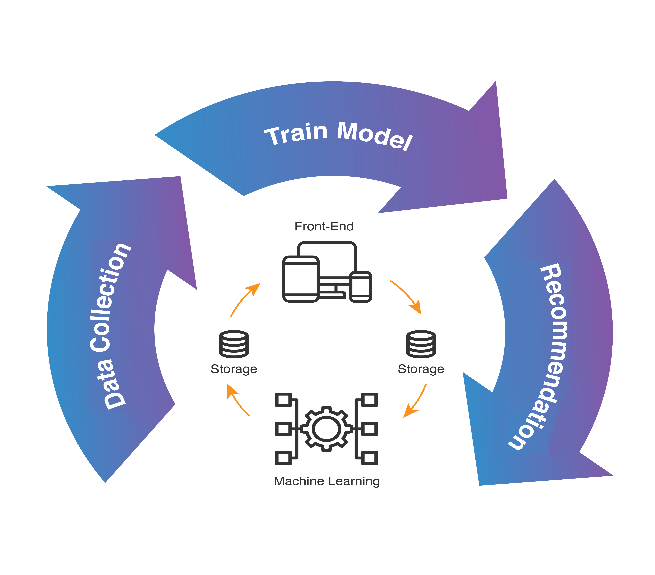 Train Model
Data Collection
Recommendation
Front-End
Storage
Storage
Machine Learning